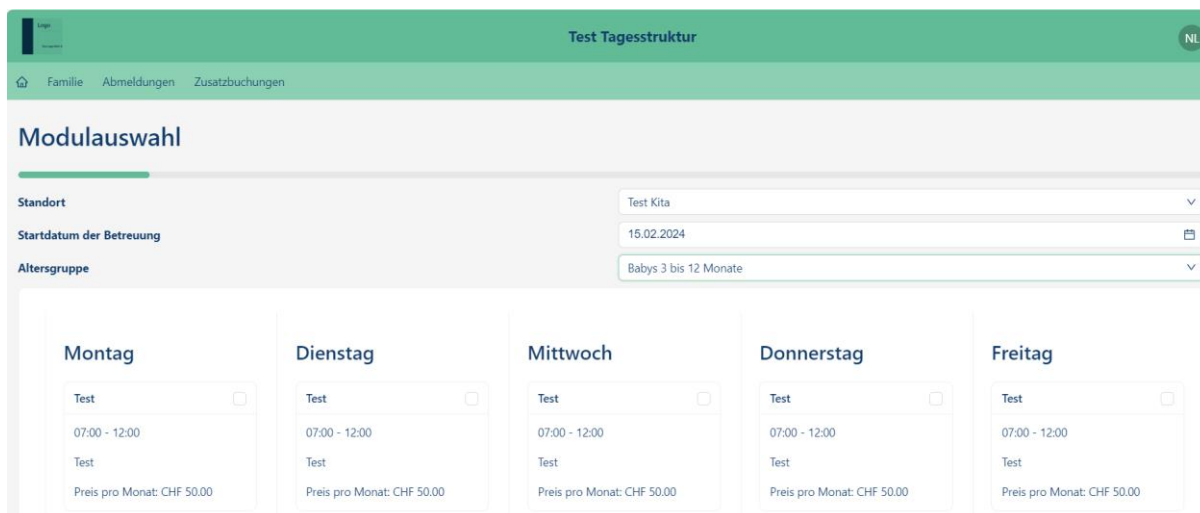 Logo
Test Tagesstruktur
NL
Familie Abmeldungen Zusatzbuchungen
Modulauswahl
Standort Test Kita
Startdatum der Betreuung 15.02.2024
Altersgruppe Babys 3 bis 12 Monate
Montag Dienstag Mittwoch Donnerstag Freitag
Test Test Test Test Test
07:00 - 12:00 07:00 - 12:00 07:00 - 12:00 07:00 - 12:00 07:00 - 12:00
Test Test Test Test Test
Preis pro Monat: CHF 50.00 Preis pro Monat: CHF 50.00 Preis pro Monat: CHF 50.00 Preis pro Monat: CHF 50.00 Preis pro Monat: CHF 50.00